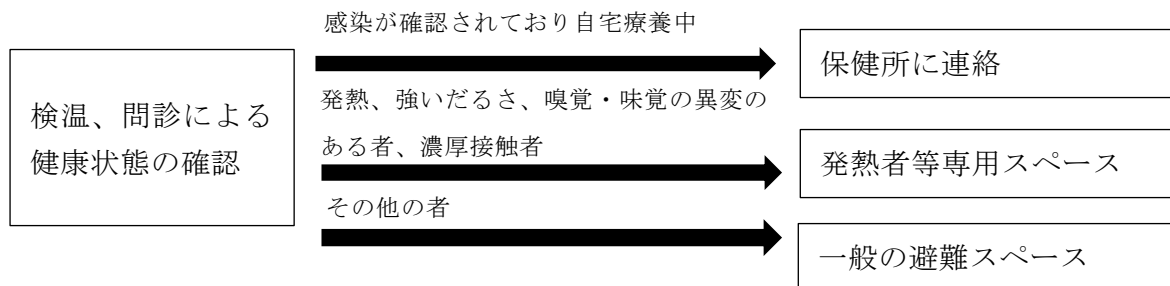 検温、問診による
健康状態の確認
感染が確認されており自宅療養中
保健所に連絡
発熱、強いだるさ、嗅覚・味覚の異変の
ある者、濃厚接触者
発熱者等専用スペース
その他の者
一般の避難スペース